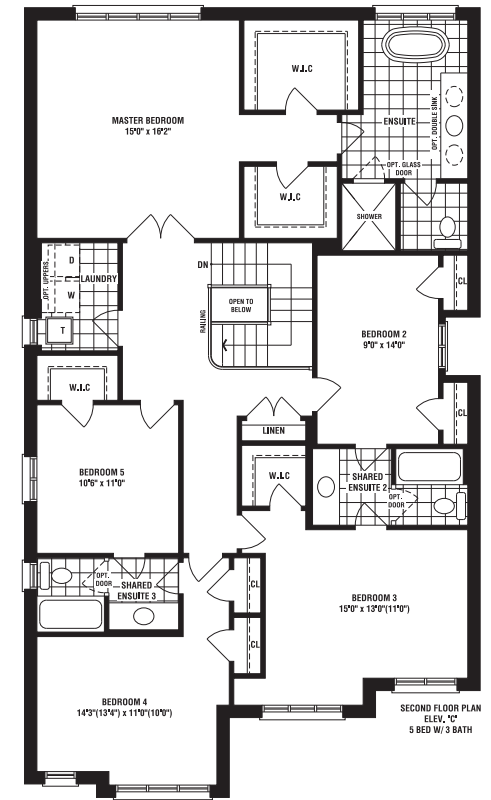 W.I.C
MASTER BEDROOM
15'0" x 16'2"
ENSUITE
OPT. DOUBLE SINK
OPT. GLASS
DOOR
W.I.C
SHOWER
DN
OPT. UPPERS
D
LAUNDRY
W
T
OPEN TO
BELOW
RAILING
CL
BEDROOM 2
9'0" x 14'0"
W.I.C
CL
LINEN
BEDROOM 5
10'6" x 11'0"
W.I.C
SHARED
ENSUITE 2
OPT.
DOOR
OPT.
DOOR
SHARED
ENSUITE 3
CL
BEDROOM 3
15'0" x 13'0"(11'0")
CL
BEDROOM 4
14'3"(13'4") x 11'0"(10'0")
SECOND FLOOR PLAN
ELEV. "C"
5 BED W/ 3 BATH